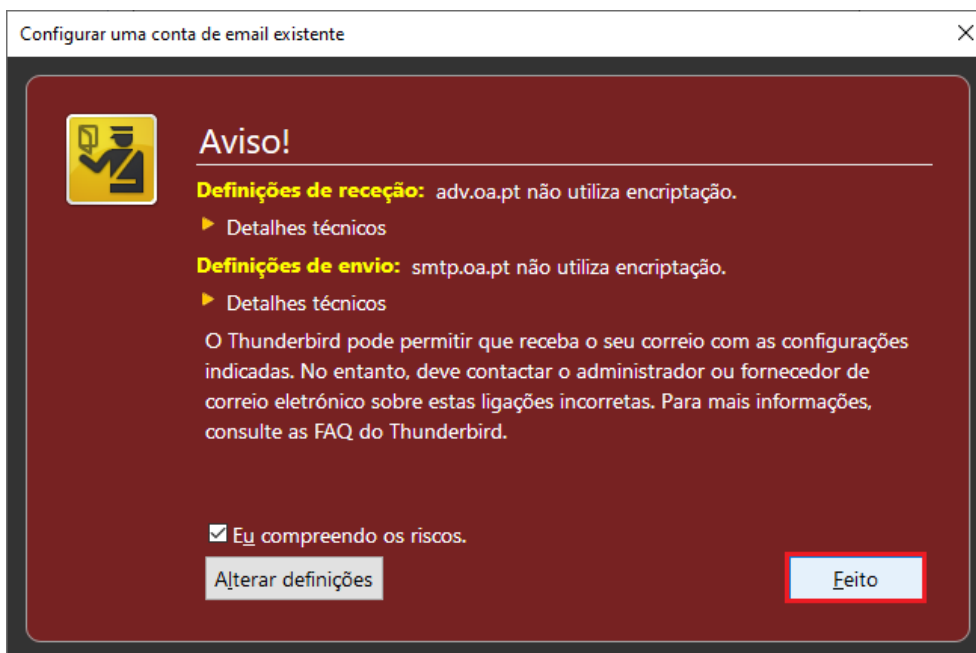 Configurar uma conta de email existente
Aviso!
Definições de receção: adv.oa.pt não utiliza encriptação.
Detalhes técnicos
Definições de envio: smtp.oa.pt não utiliza encriptação.
Detalhes técnicos
O Thunderbird pode permitir que receba o seu correio com as configurações
indicadas. No entanto, deve contactar o administrador ou fornecedor de
correio eletrónico sobre estas ligações incorretas. Para mais informações,
consulte as FAQ do Thunderbird.
Eu compreendo os riscos.
Alterar definições
Feito